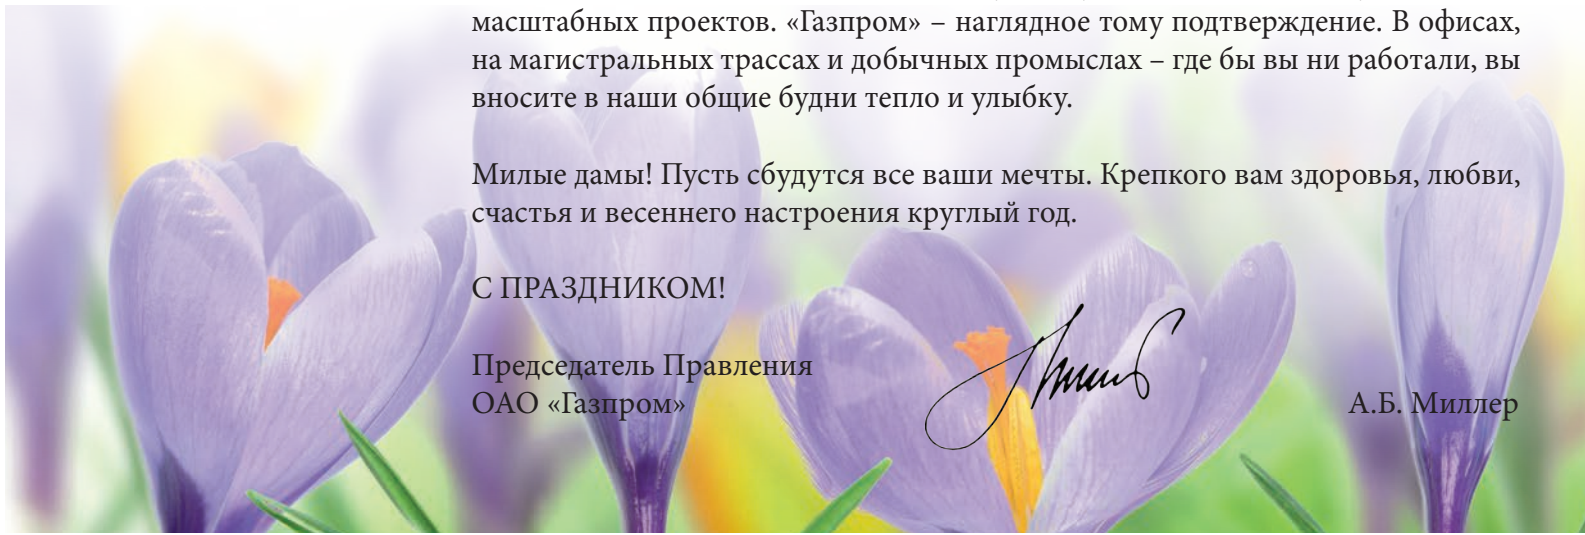 масштабных проектов. «Газпром» – наглядное тому подтверждение. В офисах,
на магистральных трассах и добычных промыслах – где бы вы ни работали, вы
вносите в наши общие будни тепло и улыбку.
Милые дамы! Пусть сбудутся все ваши мечты. Крепкого вам здоровья, любви,
счастья и весеннего настроения круглый год.
С ПРАЗДНИКОМ!
Председатель Правления
ОАО «Газпром» А.Б. Миллер